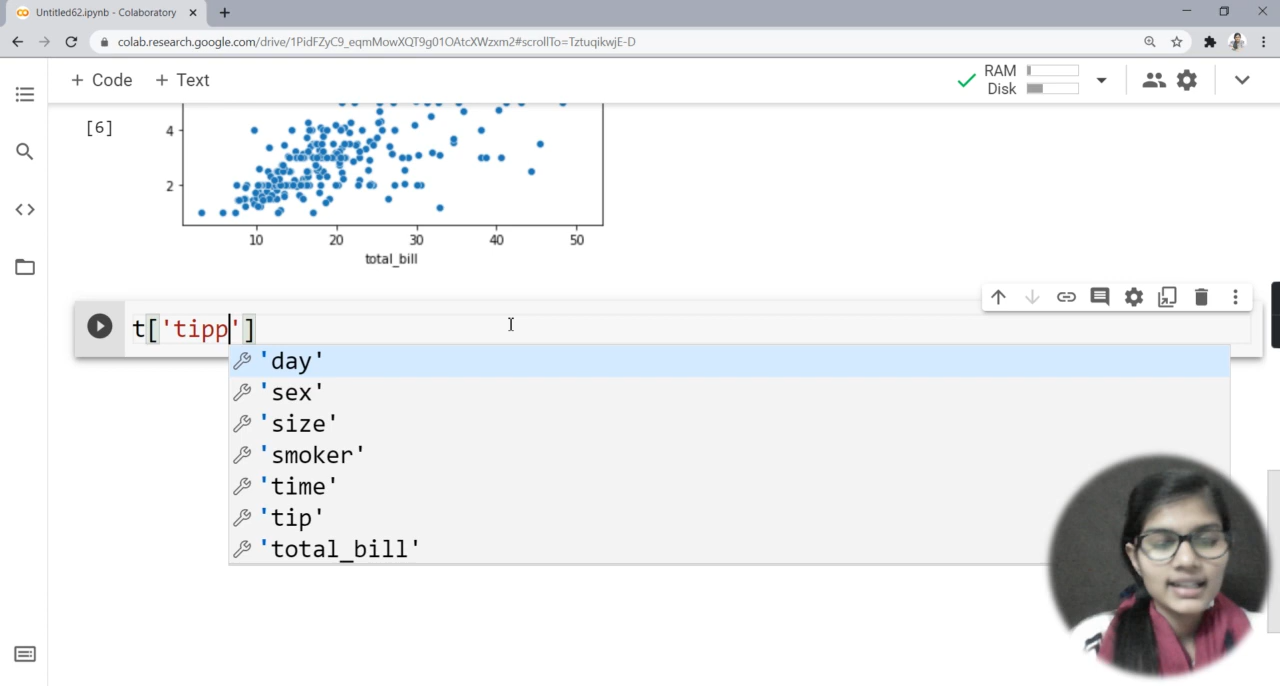 Untitled62.ipynb - Colaboratory
colab.research.google.com/drive/1PidFZyC9_eqmMowXQT9g01OAtcXWzxm2#scrollTo=TztuqikwjE-D
+ Code + Text
RAM
Disk
[6]
4
2
10 20 30 40 50
total_bill
t['tipp']
'day'
'sex'
'size'
'smoker'
'time'
'tip'
'total_bill'